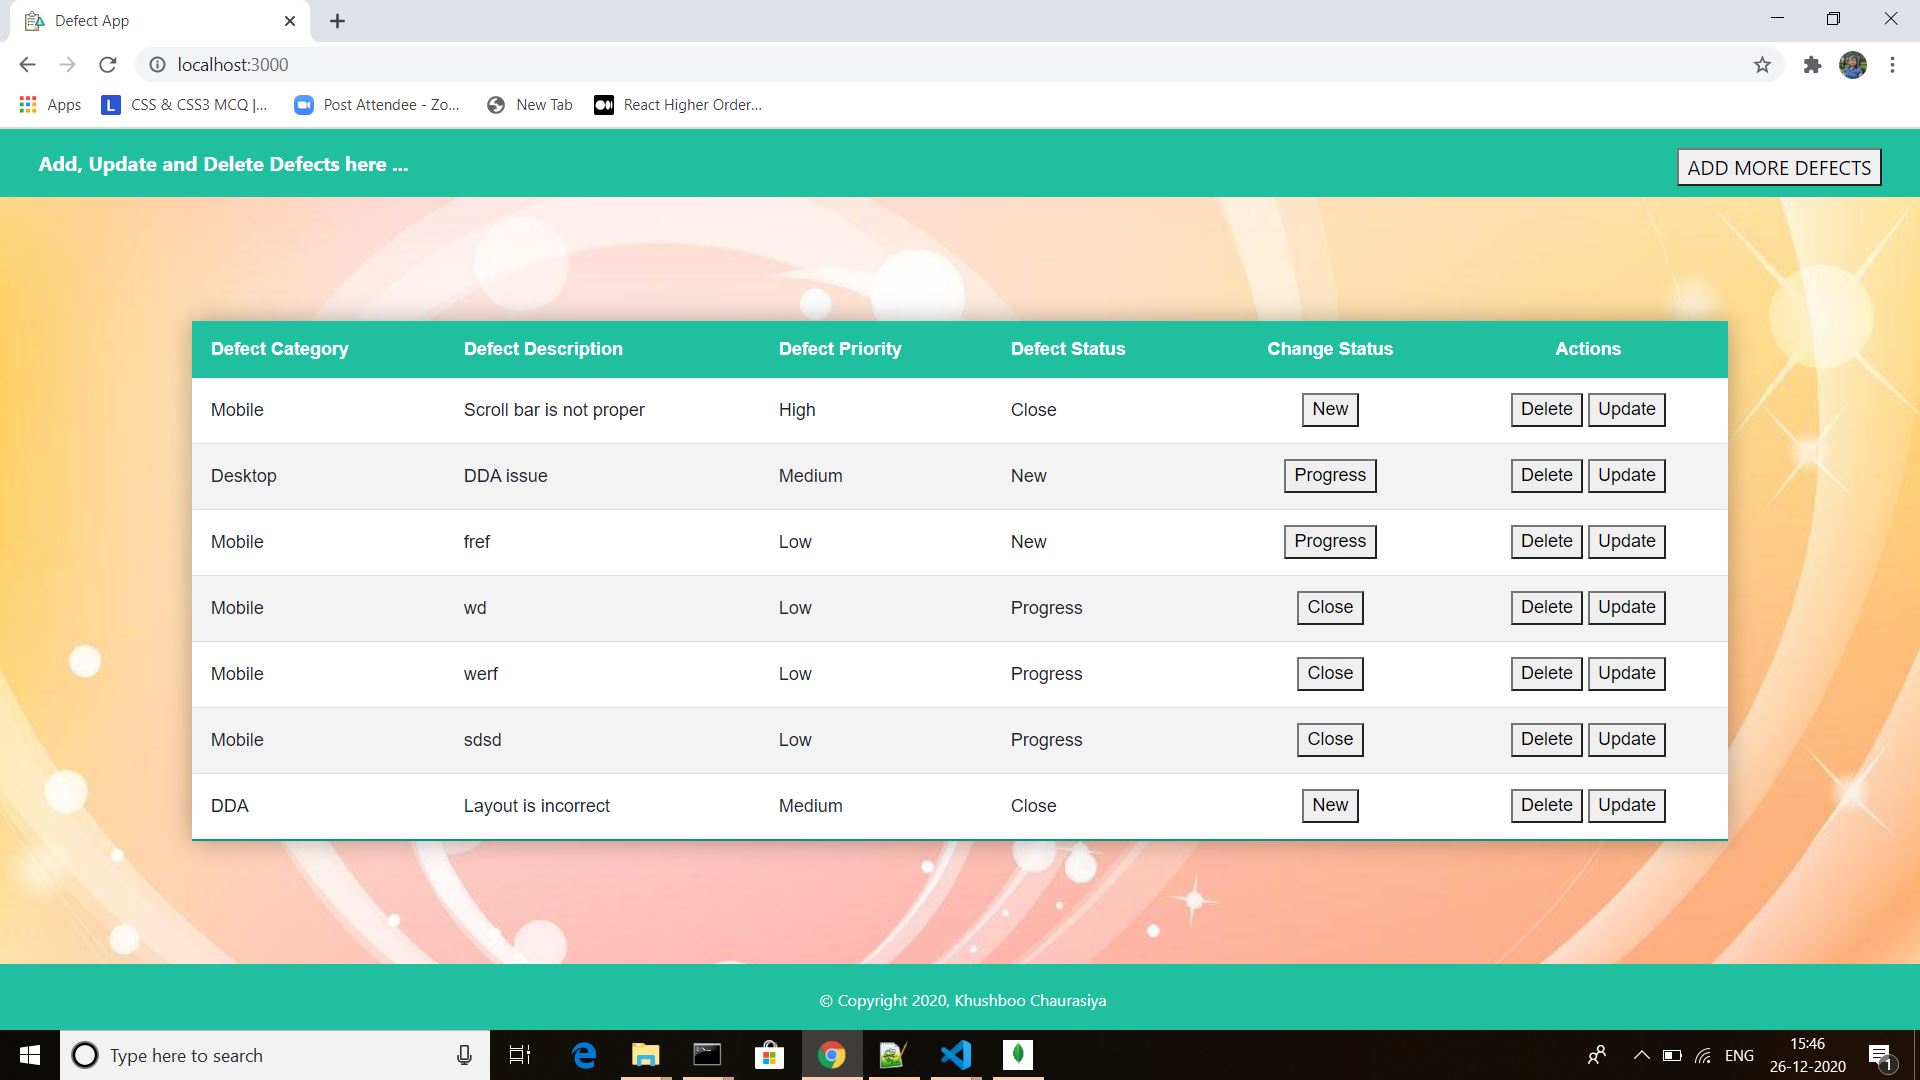 Defect App
localhost:3000
Apps CSS & CSS3 MCQ |... Post Attendee - Zo... New Tab React Higher Order...
Add, Update and Delete Defects here ... ADD MORE DEFECTS
Defect Category Defect Description Defect Priority Defect Status Change Status Actions
Mobile Scroll bar is not proper High Close New Delete Update
Desktop DDA issue Medium New Progress Delete Update
Mobile fref Low New Progress Delete Update
Mobile wd Low Progress Close Delete Update
Mobile werf Low Progress Close Delete Update
Mobile sdsd Low Progress Close Delete Update
DDA Layout is incorrect Medium Close New Delete Update
© Copyright 2020, Khushboo Chaurasiya
Type here to search ENG 15:46
26-12-2020 1